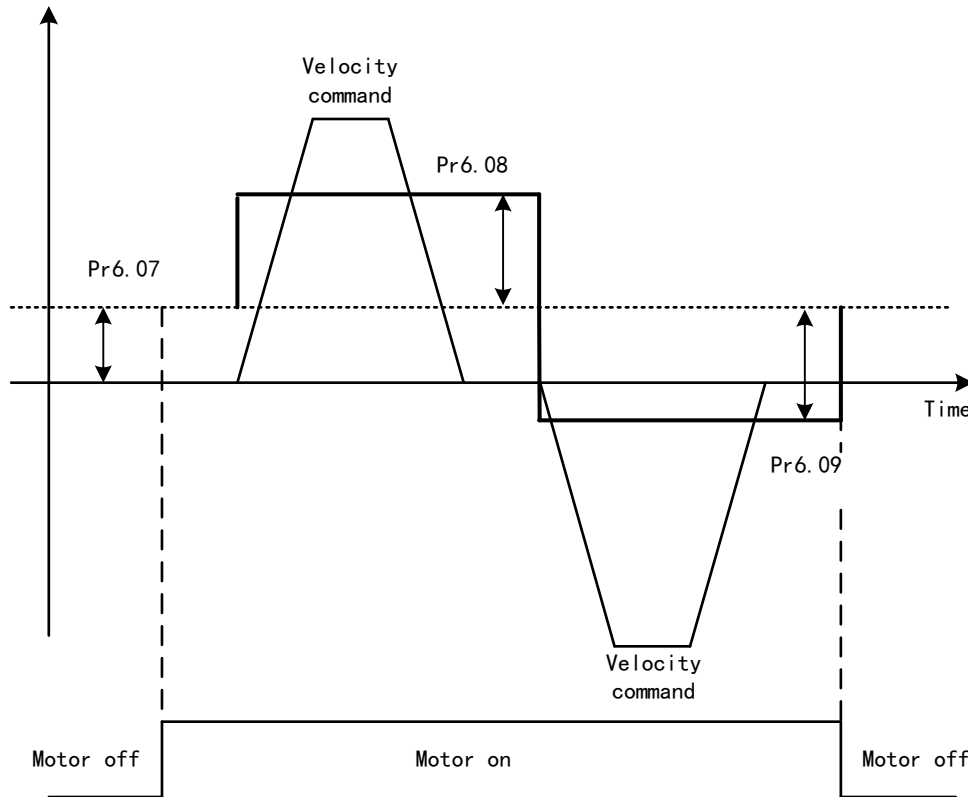 Velocity
command
Pr6.08
Pr6.07
Time
Pr6.09
Velocity
command
Motor off
Motor on
Motor off